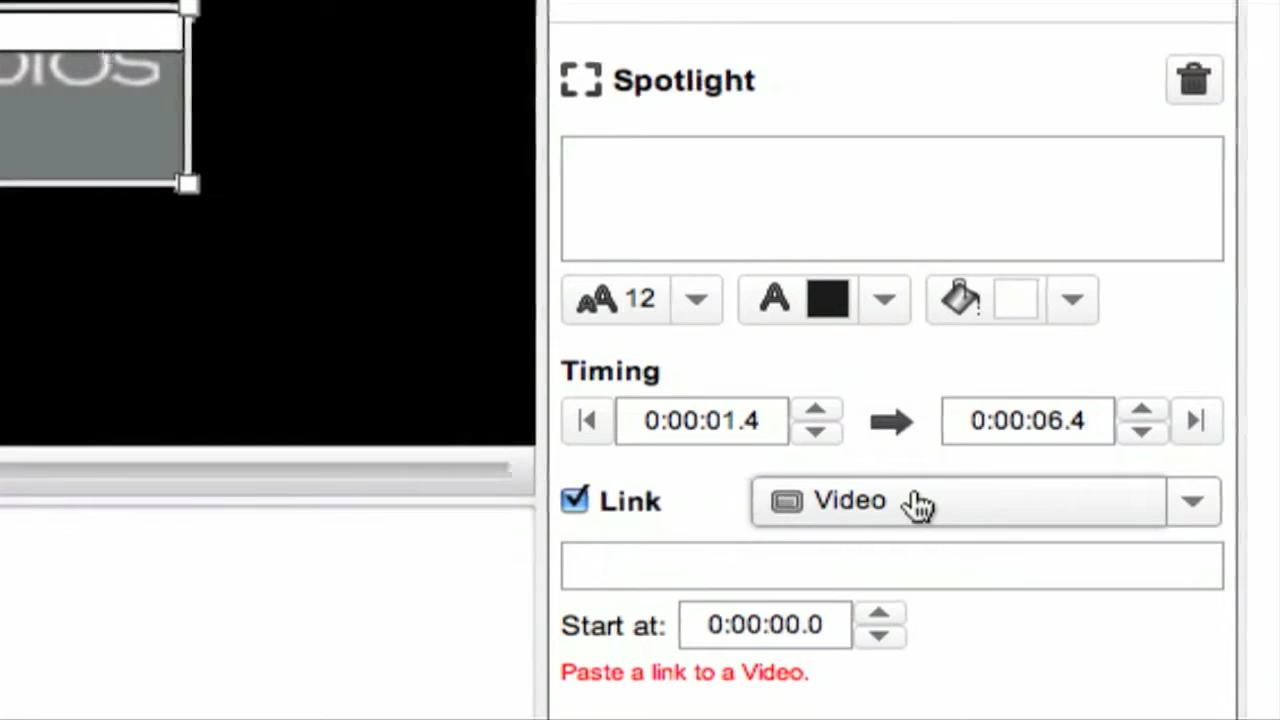 Spotlight
12
A
Timing
0:00:01.4
0:00:06.4
Link
Video
Start at: 0:00:00.0
Paste a link to a Video.